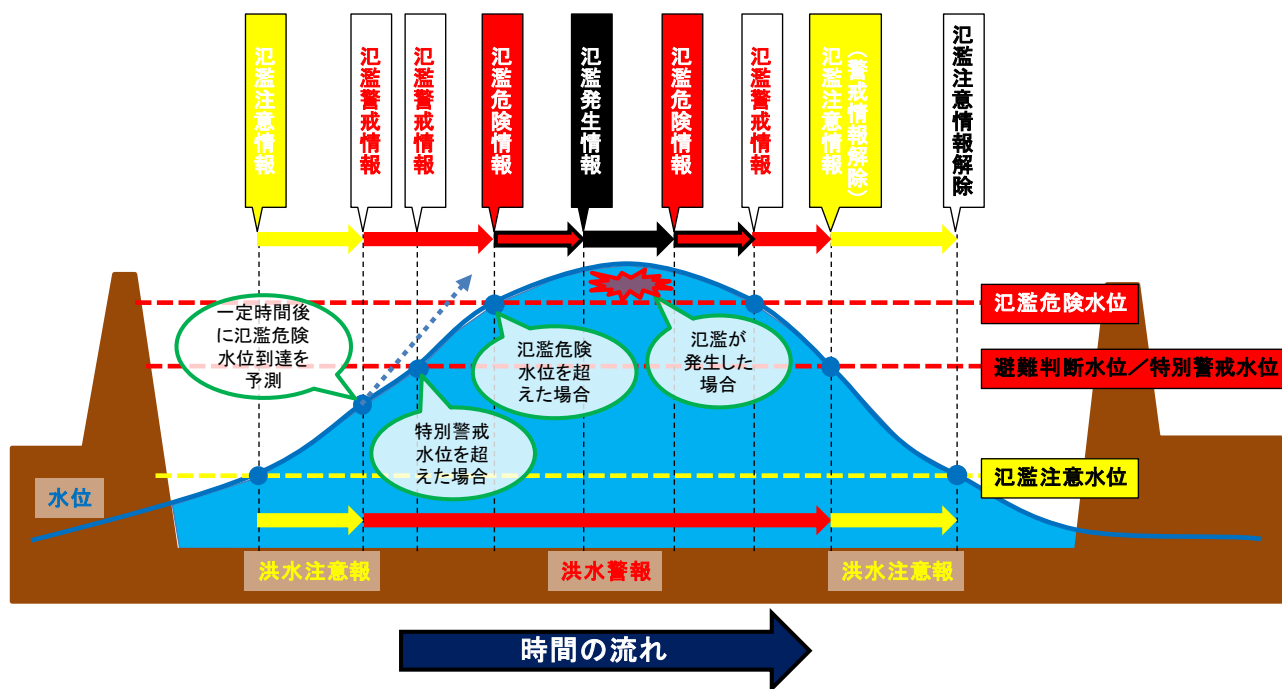 氾濫注意情報
氾濫警戒情報
氾濫警戒情報
氾濫危険情報
氾濫発生情報
氾濫危険情報
氾濫警戒情報
(警戒情報解除)
氾濫注意情報
氾濫注意情報解除
一定時間後
に氾濫危険
水位到達を
予測
氾濫危険
水位を超
えた場合
氾濫が
発生した
場合
特別警戒
水位を超
えた場合
氾濫危険水位
避難判断水位/特別警戒水位
氾濫注意水位
水位
洪水注意報
洪水警報
洪水注意報
時間の流れ